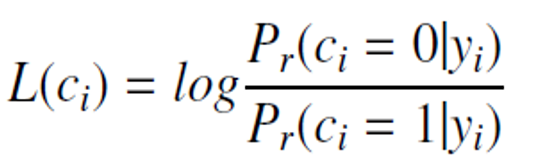 L(c_i) = log \frac{P_r(c_i = 0|y_i)}{P_r(c_i = 1|y_i)}